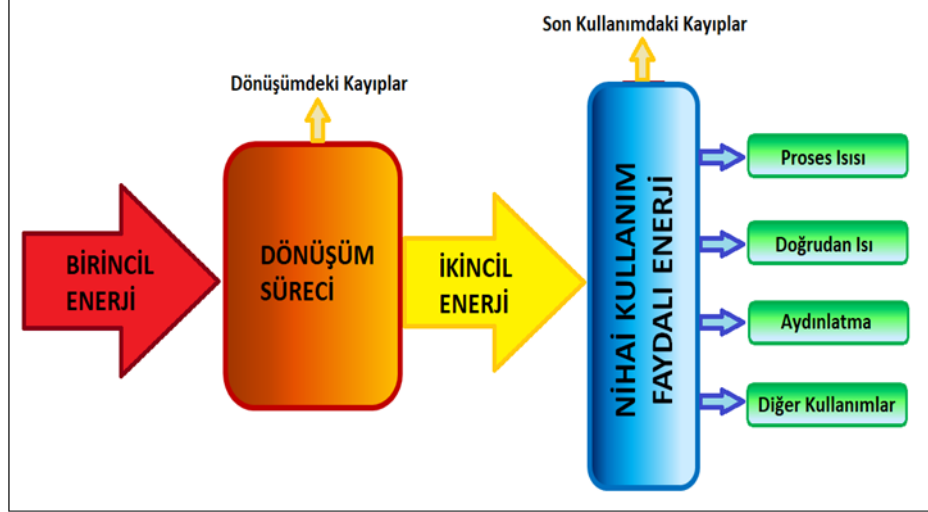 Son Kullanımdaki Kayıplar
Dönüşümdeki Kayıplar
BİRİNCİL
ENERJİ
DÖNÜŞÜM
SÜRECİ
İKİNCİL
ENERJİ
NİHAİ KULLANIM
FAYDALI ENERJİ
Proses Isısı
Doğrudan Isı
Aydınlatma
Diğer Kullanımlar